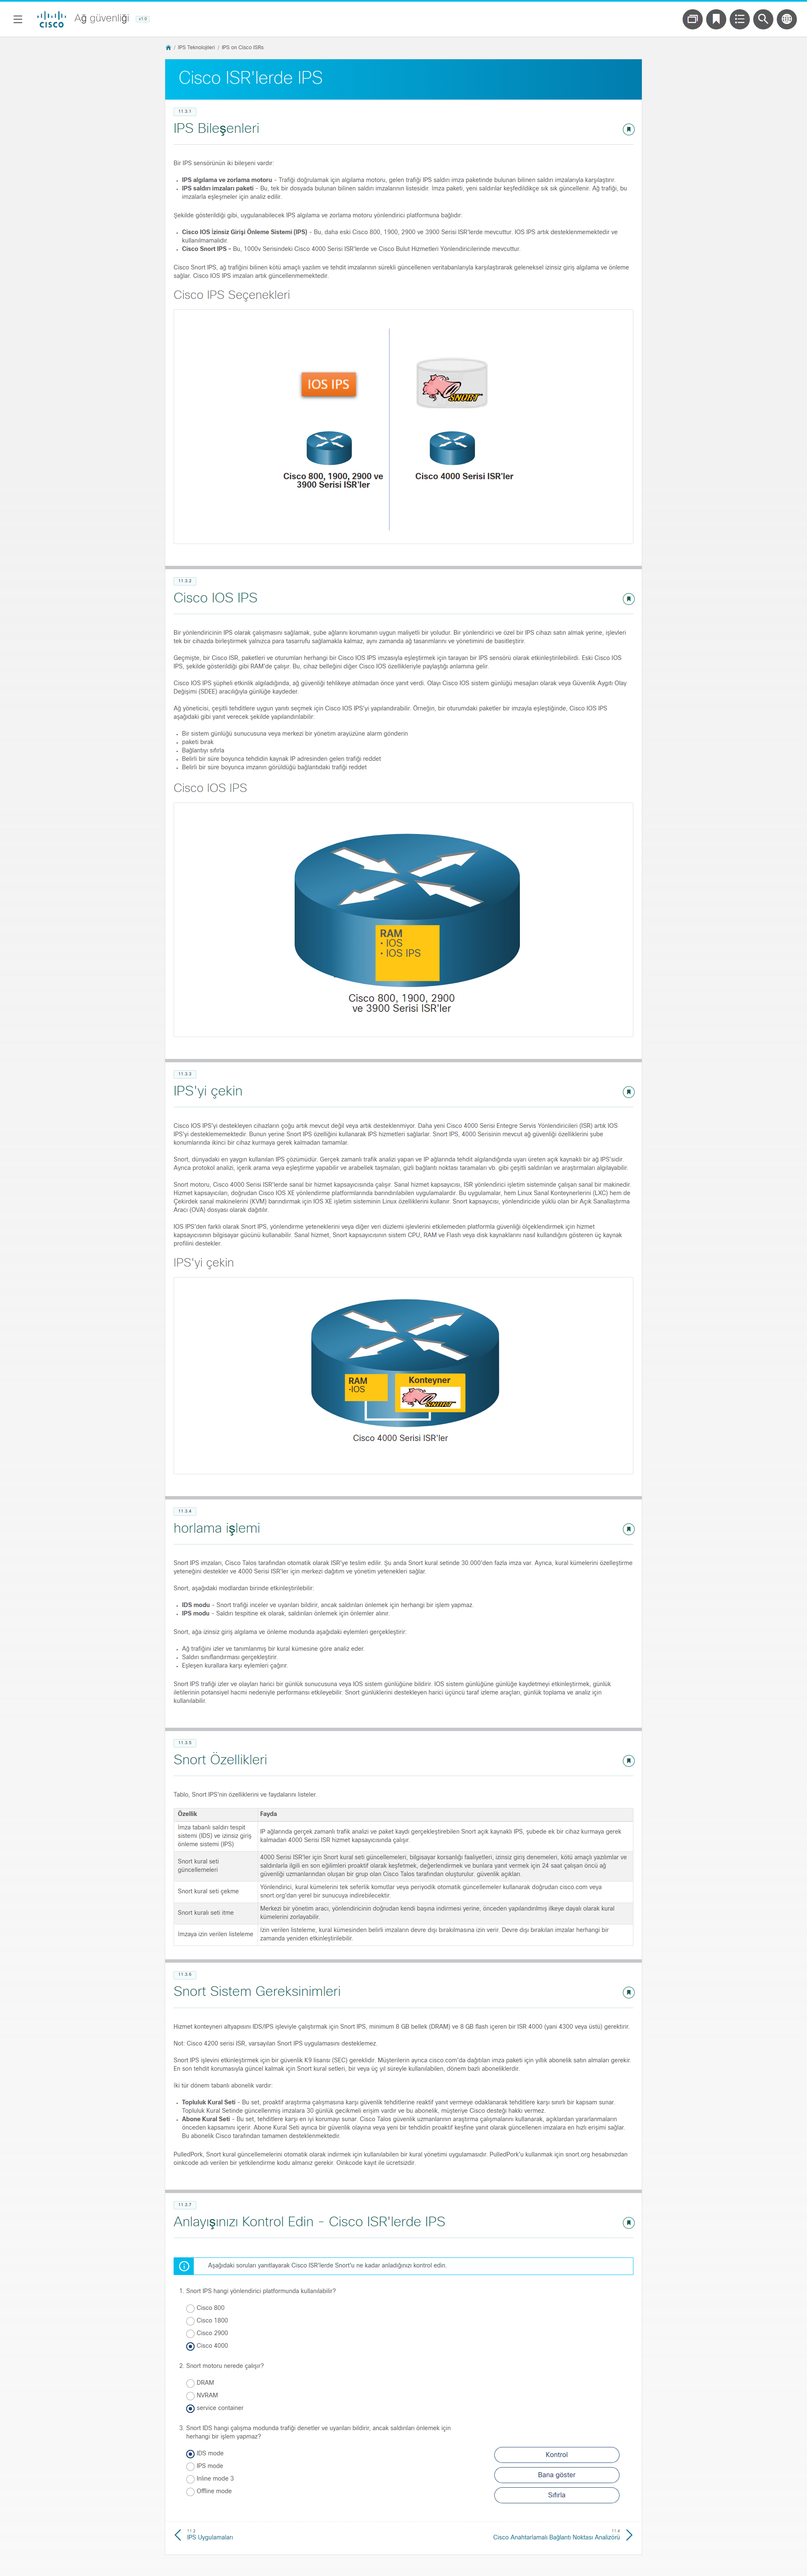 CISCO
Ağ güvenliği
v1.0
/ IPS Teknolojileri / IPS on Cisco ISRs
Cisco ISR'lerde IPS
11.3.1
IPS Bileşenleri
Bir IPS sensörünün iki bileşeni vardır:
IPS algılama ve zorlama motoru - Trafiği doğrulamak için algılama motoru, gelen trafiği IPS saldırı imza paketinde bulunan bilinen saldırı imzalarıyla karşılaştırır.
IPS saldırı imzaları paketi - Bu, tek bir dosyada bulunan bilinen saldırı imzalarının listesidir. İmza paketi, yeni saldırılar keşfedildikçe sık sık güncellenir. Ağ trafiği, bu
imzalarla eşleşmeler için analiz edilir.
Şekilde gösterildiği gibi, uygulanabilecek IPS algılama ve zorlama motoru yönlendirici platformuna bağlıdır:
Cisco IOS İzinsiz Girişi Önleme Sistemi (IPS) - Bu, daha eski Cisco 800, 1900, 2900 ve 3900 Serisi ISR'lerde mevcuttur. IOS IPS artık desteklenmemektedir ve
kullanılmamalıdır.
Cisco Snort IPS - Bu, 1000v Serisindeki Cisco 4000 Serisi ISR'lerde ve Cisco Bulut Hizmetleri Yönlendiricilerinde mevcuttur.
Cisco Snort IPS, ağ trafiğini bilinen kötü amaçlı yazılım ve tehdit imzalarının sürekli güncellenen veritabanlarıyla karşılaştırarak geleneksel izinsiz giriş algılama ve önleme
sağlar. Cisco IOS IPS imzaları artık güncellenmemektedir.
Cisco IPS Seçenekleri
IOS IPS
SNORT
Cisco 800, 1900, 2900 ve
3900 Serisi ISR'ler
Cisco 4000 Serisi ISR'ler
11.3.2
Cisco IOS IPS
Bir yönlendiricinin IPS olarak çalışmasını sağlamak, şube ağlarını korumanın uygun maliyetli bir yoludur. Bir yönlendirici ve özel bir IPS cihazı satın almak yerine, işlevleri
tek bir cihazda birleştirmek yalnızca para tasarrufu sağlamakla kalmaz, aynı zamanda ağ tasarımlarını ve yönetimini de basitleştirir.
Geçmişte, bir Cisco ISR, paketleri ve oturumları herhangi bir Cisco IOS IPS imzasıyla eşleştirmek için tarayan bir IPS sensörü olarak etkinleştirilebilirdi. Eski Cisco IOS
IPS, şekilde gösterildiği gibi RAM'de çalışır. Bu, cihaz belleğini diğer Cisco IOS özellikleriyle paylaştığı anlamına gelir.
Cisco IOS IPS şüpheli etkinlik algıladığında, ağ güvenliği tehlikeye atılmadan önce yanıt verdi. Olayı Cisco IOS sistem günlüğü mesajları olarak veya Güvenlik Aygıtı Olay
Değişimi (SDEE) aracılığıyla günlüğe kaydeder.
Ağ yöneticisi, çeşitli tehditlere uygun yanıtı seçmek için Cisco IOS IPS'yi yapılandırabilir. Örneğin, bir oturumdaki paketler bir imzayla eşleştiğinde, Cisco IOS IPS
aşağıdaki gibi yanıt verecek şekilde yapılandırılabilir:
Bir sistem günlüğü sunucusuna veya merkezi bir yönetim arayüzüne alarm gönderin
paketi bırak
Bağlantıyı sıfırla
Belirli bir süre boyunca tehdidin kaynak IP adresinden gelen trafiği reddet
Belirli bir süre boyunca imzanın görüldüğü bağlantıdaki trafiği reddet
Cisco IOS IPS
RAM
• IOS
• IOS IPS
Cisco 800, 1900, 2900
ve 3900 Serisi ISR'ler
11.3.3
IPS'yi çekin
Cisco IOS IPS'yi destekleyen cihazların çoğu artık mevcut değil veya artık desteklenmiyor. Daha yeni Cisco 4000 Serisi Entegre Servis Yönlendiricileri (ISR) artık IOS
IPS'yi desteklememektedir. Bunun yerine Snort IPS özelliğini kullanarak IPS hizmetleri sağlarlar. Snort IPS, 4000 Serisinin mevcut ağ güvenliği özelliklerini şube
konumlarında ikinci bir cihaz kurmaya gerek kalmadan tamamlar.
Snort, dünyadaki en yaygın kullanılan IPS çözümüdür. Gerçek zamanlı trafik analizi yapan ve IP ağlarında tehdit algılandığında uyarı üreten açık kaynaklı bir ağ IPS'sidir.
Ayrıca protokol analizi, içerik arama veya eşleştirme yapabilir ve arabellek taşmaları, gizli bağlantı noktası taramaları vb. gibi çeşitli saldırıları ve araştırmaları algılayabilir.
Snort motoru, Cisco 4000 Serisi ISR'lerde sanal bir hizmet kapsayıcısında çalışır. Sanal hizmet kapsayıcısı, ISR yönlendirici işletim sisteminde çalışan sanal bir makinedir.
Hizmet kapsayıcıları, doğrudan Cisco IOS XE yönlendirme platformlarında barındırılabilen uygulamalardır. Bu uygulamalar, hem Linux Sanal Konteynerlerini (LXC) hem de
Çekirdek sanal makinelerini (KVM) barındırmak için IOS XE işletim sisteminin Linux özelliklerini kullanır. Snort kapsayıcısı, yönlendiricide yüklü olan bir Açık Sanallaştırma
Aracı (OVA) dosyası olarak dağıtılır.
IOS IPS'den farklı olarak Snort IPS, yönlendirme yeteneklerini veya diğer veri düzlemi işlevlerini etkilemeden platformla güvenliği ölçeklendirmek için hizmet
kapsayıcısının bilgisayar gücünü kullanabilir. Sanal hizmet, Snort kapsayıcısının sistem CPU, RAM ve Flash veya disk kaynaklarını nasıl kullandığını gösteren üç kaynak
profilini destekler.
IPS'yi çekin
RAM
•IOS
Konteyner
SNORT
Cisco 4000 Serisi ISR'ler
11.3.4
horlama işlemi
Snort IPS imzaları, Cisco Talos tarafından otomatik olarak ISR'ye teslim edilir. Şu anda Snort kural setinde 30.000'den fazla imza var. Ayrıca, kural kümelerini özelleştirme
yeteneğini destekler ve 4000 Serisi ISR'ler için merkezi dağıtım ve yönetim yetenekleri sağlar.
Snort, aşağıdaki modlardan birinde etkinleştirilebilir:
IDS modu - Snort trafiği inceler ve uyarıları bildirir, ancak saldırıları önlemek için herhangi bir işlem yapmaz.
IPS modu - Saldırı tespitine ek olarak, saldırıları önlemek için önlemler alınır.
Snort, ağa izinsiz giriş algılama ve önleme modunda aşağıdaki eylemleri gerçekleştirir:
Ağ trafiğini izler ve tanımlanmış bir kural kümesine göre analiz eder.
Saldırı sınıflandırması gerçekleştirir.
Eşleşen kurallara karşı eylemleri çağırır.
Snort IPS trafiği izler ve olayları harici bir günlük sunucusuna veya IOS sistem günlüğüne bildirir. IOS sistem günlüğüne günlüğe kaydetmeyi etkinleştirmek, günlük
iletilerinin potansiyel hacmi nedeniyle performansı etkileyebilir. Snort günlüklerini destekleyen harici üçüncü taraf izleme araçları, günlük toplama ve analiz için
kullanılabilir.
11.3.5
Snort Özellikleri
Tablo, Snort IPS'nin özelliklerini ve faydalarını listeler.
Özellik Fayda
İmza tabanlı saldırı tespit
sistemi (IDS) ve izinsiz giriş
önleme sistemi (IPS)
IP ağlarında gerçek zamanlı trafik analizi ve paket kaydı gerçekleştirebilen Snort açık kaynaklı IPS, şubede ek bir cihaz kurmaya gerek
kalmadan 4000 Serisi ISR hizmet kapsayıcısında çalışır.
Snort kural seti
güncellemeleri
4000 Serisi ISR'ler için Snort kural seti güncellemeleri, bilgisayar korsanlığı faaliyetleri, izinsiz giriş denemeleri, kötü amaçlı yazılımlar ve
saldırılarla ilgili en son eğilimleri proaktif olarak keşfetmek, değerlendirmek ve bunlara yanıt vermek için 24 saat çalışan öncü ağ
güvenliği uzmanlarından oluşan bir grup olan Cisco Talos tarafından oluşturulur. güvenlik açıkları.
Snort kural seti çekme
Yönlendirici, kural kümelerini tek seferlik komutlar veya periyodik otomatik güncellemeler kullanarak doğrudan cisco.com veya
snort.org'dan yerel bir sunucuya indirebilecektir.
Snort kuralı seti itme
Merkezi bir yönetim aracı, yönlendiricinin doğrudan kendi başına indirmesi yerine, önceden yapılandırılmış ilkeye dayalı olarak kural
kümelerini zorlayabilir.
İmzaya izin verilen listeleme
İzin verilen listeleme, kural kümesinden belirli imzaların devre dışı bırakılmasına izin verir. Devre dışı bırakılan imzalar herhangi bir
zamanda yeniden etkinleştirilebilir.
11.3.6
Snort Sistem Gereksinimleri
Hizmet konteyneri altyapısını IDS/IPS işleviyle çalıştırmak için Snort IPS, minimum 8 GB bellek (DRAM) ve 8 GB flash içeren bir ISR 4000 (yani 4300 veya üstü) gerektirir.
Not: Cisco 4200 serisi ISR, varsayılan Snort IPS uygulamasını desteklemez.
Snort IPS işlevini etkinleştirmek için bir güvenlik K9 lisansı (SEC) gereklidir. Müşterilerin ayrıca cisco.com'da dağıtılan imza paketi için yıllık abonelik satın almaları gerekir.
En son tehdit korumasıyla güncel kalmak için Snort kural setleri, bir veya üç yıl süreyle kullanılabilen, dönem bazlı aboneliklerdir.
İki tür dönem tabanlı abonelik vardır:
Topluluk Kural Seti - Bu set, proaktif araştırma çalışmasına karşı güvenlik tehditlerine reaktif yanıt vermeye odaklanarak tehditlere karşı sınırlı bir kapsam sunar.
Topluluk Kural Setinde güncellenmiş imzalara 30 günlük gecikmeli erişim vardır ve bu abonelik, müşteriye Cisco desteği hakkı vermez.
Abone Kural Seti - Bu set, tehditlere karşı en iyi korumayı sunar. Cisco Talos güvenlik uzmanlarının araştırma çalışmalarını kullanarak, açıklardan yararlanmaların
önceden kapsamını içerir. Abone Kural Seti ayrıca bir güvenlik olayına veya yeni bir tehdidin proaktif keşfine yanıt olarak güncellenen imzalara en hızlı erişimi sağlar.
Bu abonelik Cisco tarafından tamamen desteklenmektedir.
PulledPork, Snort kural güncellemelerini otomatik olarak indirmek için kullanılabilen bir kural yönetimi uygulamasıdır. PulledPork'u kullanmak için snort.org hesabınızdan
oinkcode adı verilen bir yetkilendirme kodu almanız gerekir. Oinkcode kayıt ile ücretsizdir.
11.3.7
Anlayışınızı Kontrol Edin - Cisco ISR'lerde IPS
Aşağıdaki soruları yanıtlayarak Cisco ISR'lerde Snort'u ne kadar anladığınızı kontrol edin.
1. Snort IPS hangi yönlendirici platformunda kullanılabilir?
Cisco 800
Cisco 1800
Cisco 2900
Cisco 4000
2. Snort motoru nerede çalışır?
DRAM
NVRAM
service container
3. Snort IDS hangi çalışma modunda trafiği denetler ve uyarıları bildirir, ancak saldırıları önlemek için
herhangi bir işlem yapmaz?
IDS mode
IPS mode
Inline mode 3
Offline mode
Kontrol
Bana göster
Sıfırla
11.2
IPS Uygulamaları
11.4
Cisco Anahtarlamalı Bağlantı Noktası Analizörü